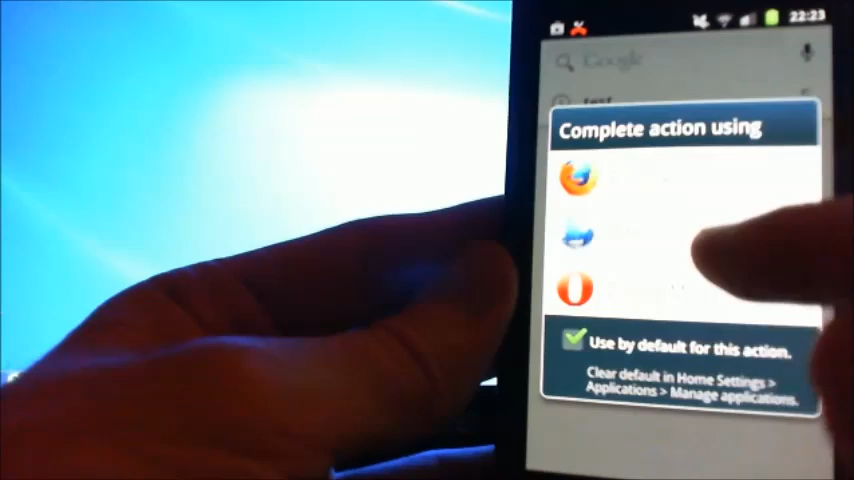 22:23
Google
test
Complete action using
Use by default for this action.
Clear default in Home Settings >
Applications > Manage applications.